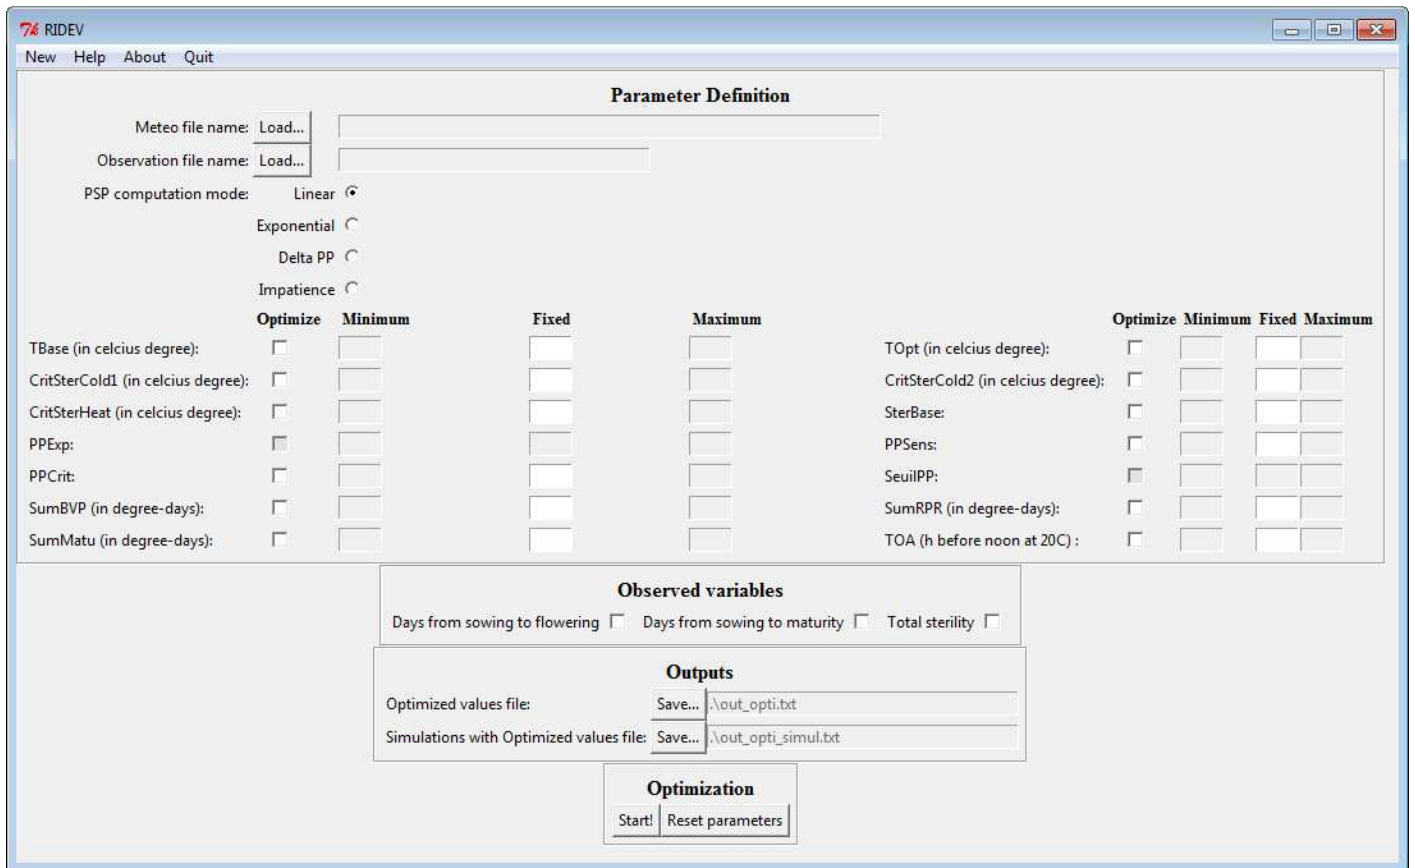 RIDEV
New Help About Quit
Parameter Definition
Meteo file name: Load...
Observation file name: Load...
PSP computation mode: Linear
Exponential
Delta PP
Impatience
Optimize Minimum Fixed Maximum Optimize Minimum Fixed Maximum
TBase (in celcius degree): TOpt (in celcius degree):
CritSterCold1 (in celcius degree): CritSterCold2 (in celcius degree):
CritSterHeat (in celcius degree): SterBase:
PPExp: PPSens:
PPCrit: SeuilPP:
SumBVP (in degree-days): SumRPR (in degree-days):
SumMatu (in degree-days): TOA (h before noon at 20C) :
Observed variables
Days from sowing to flowering Days from sowing to maturity Total sterility
Outputs
Optimized values file: Save... .\out_opti.txt
Simulations with Optimized values file: Save... .\out_opti_simul.txt
Optimization
Start! Reset parameters